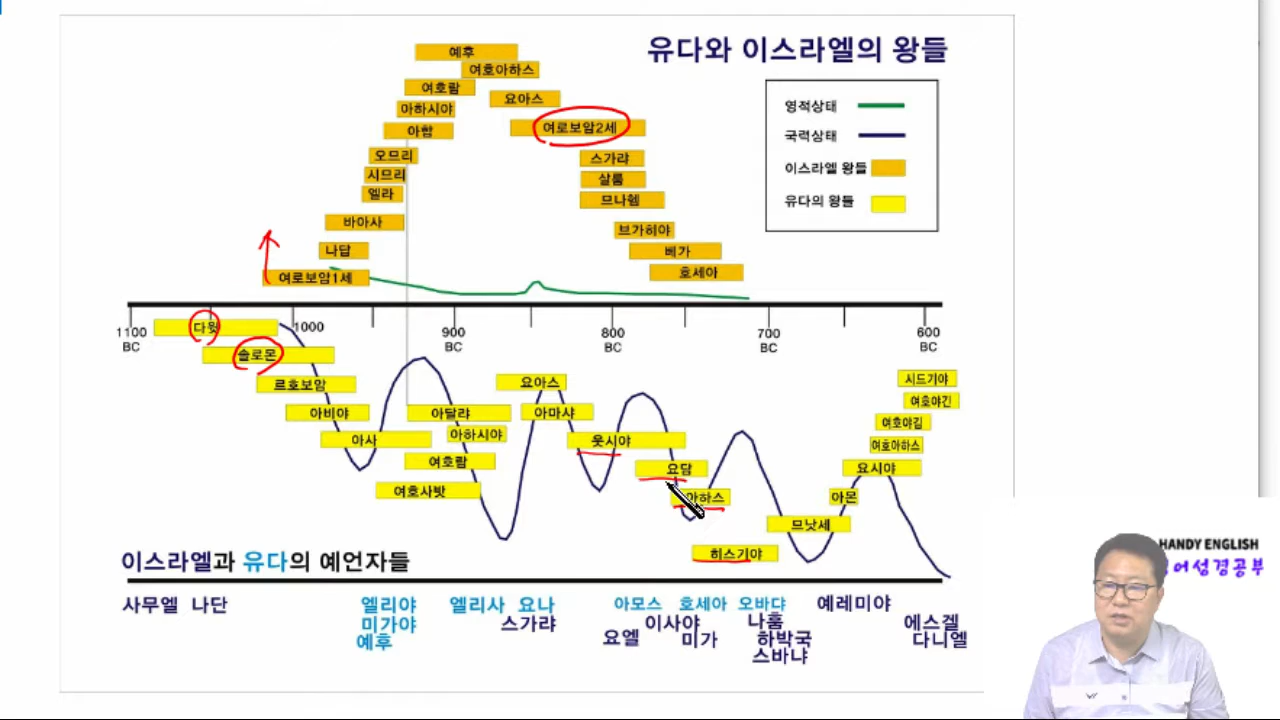 유다와 이스라엘의 왕들
영적상태
국력상태
이스라엘 왕들
유다의 왕들
예후
여호아하스
여호람
요아스
아하시야
여로보암2세
아합
오므리
스가랴
시므리
살룸
엘라
므나헴
바아사
브가히야
나답
베가
여로보암1세
호세아
1100 BC
1000
900 BC
800 BC
700 BC
600 BC
다윗
솔로몬
르호보암
아비야
아사
여호사밧
아달랴
아하시야
여호람
요아스
아마샤
웃시야
요담
아하스
히스기야
므낫세
아몬
요시야
여호아하스
여호야김
여호야긴
시드기야
이스라엘과 유다의 예언자들
사무엘 나단
엘리야
미가야
예후
엘리사 요나
스가랴
아모스 호세아 오바댜
요엘 이사야 미가
나훔
하박국
스바냐
예레미야
에스겔
다니엘
HANDY ENGLISH
어성경공부